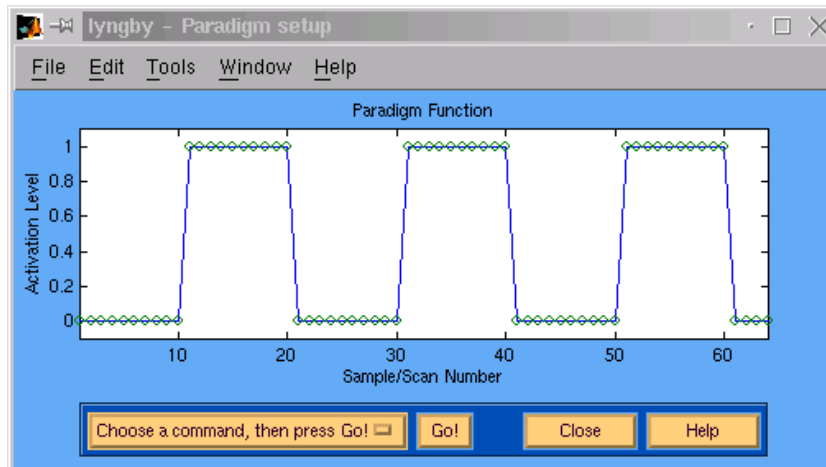 lyngby - Paradigm setup
File Edit Tools Window Help
Paradigm Function
Activation Level
1
0.8
0.6
0.4
0.2
0
10 20 30 40 50 60
Sample/Scan Number
Choose a command, then press Go! Go! Close Help